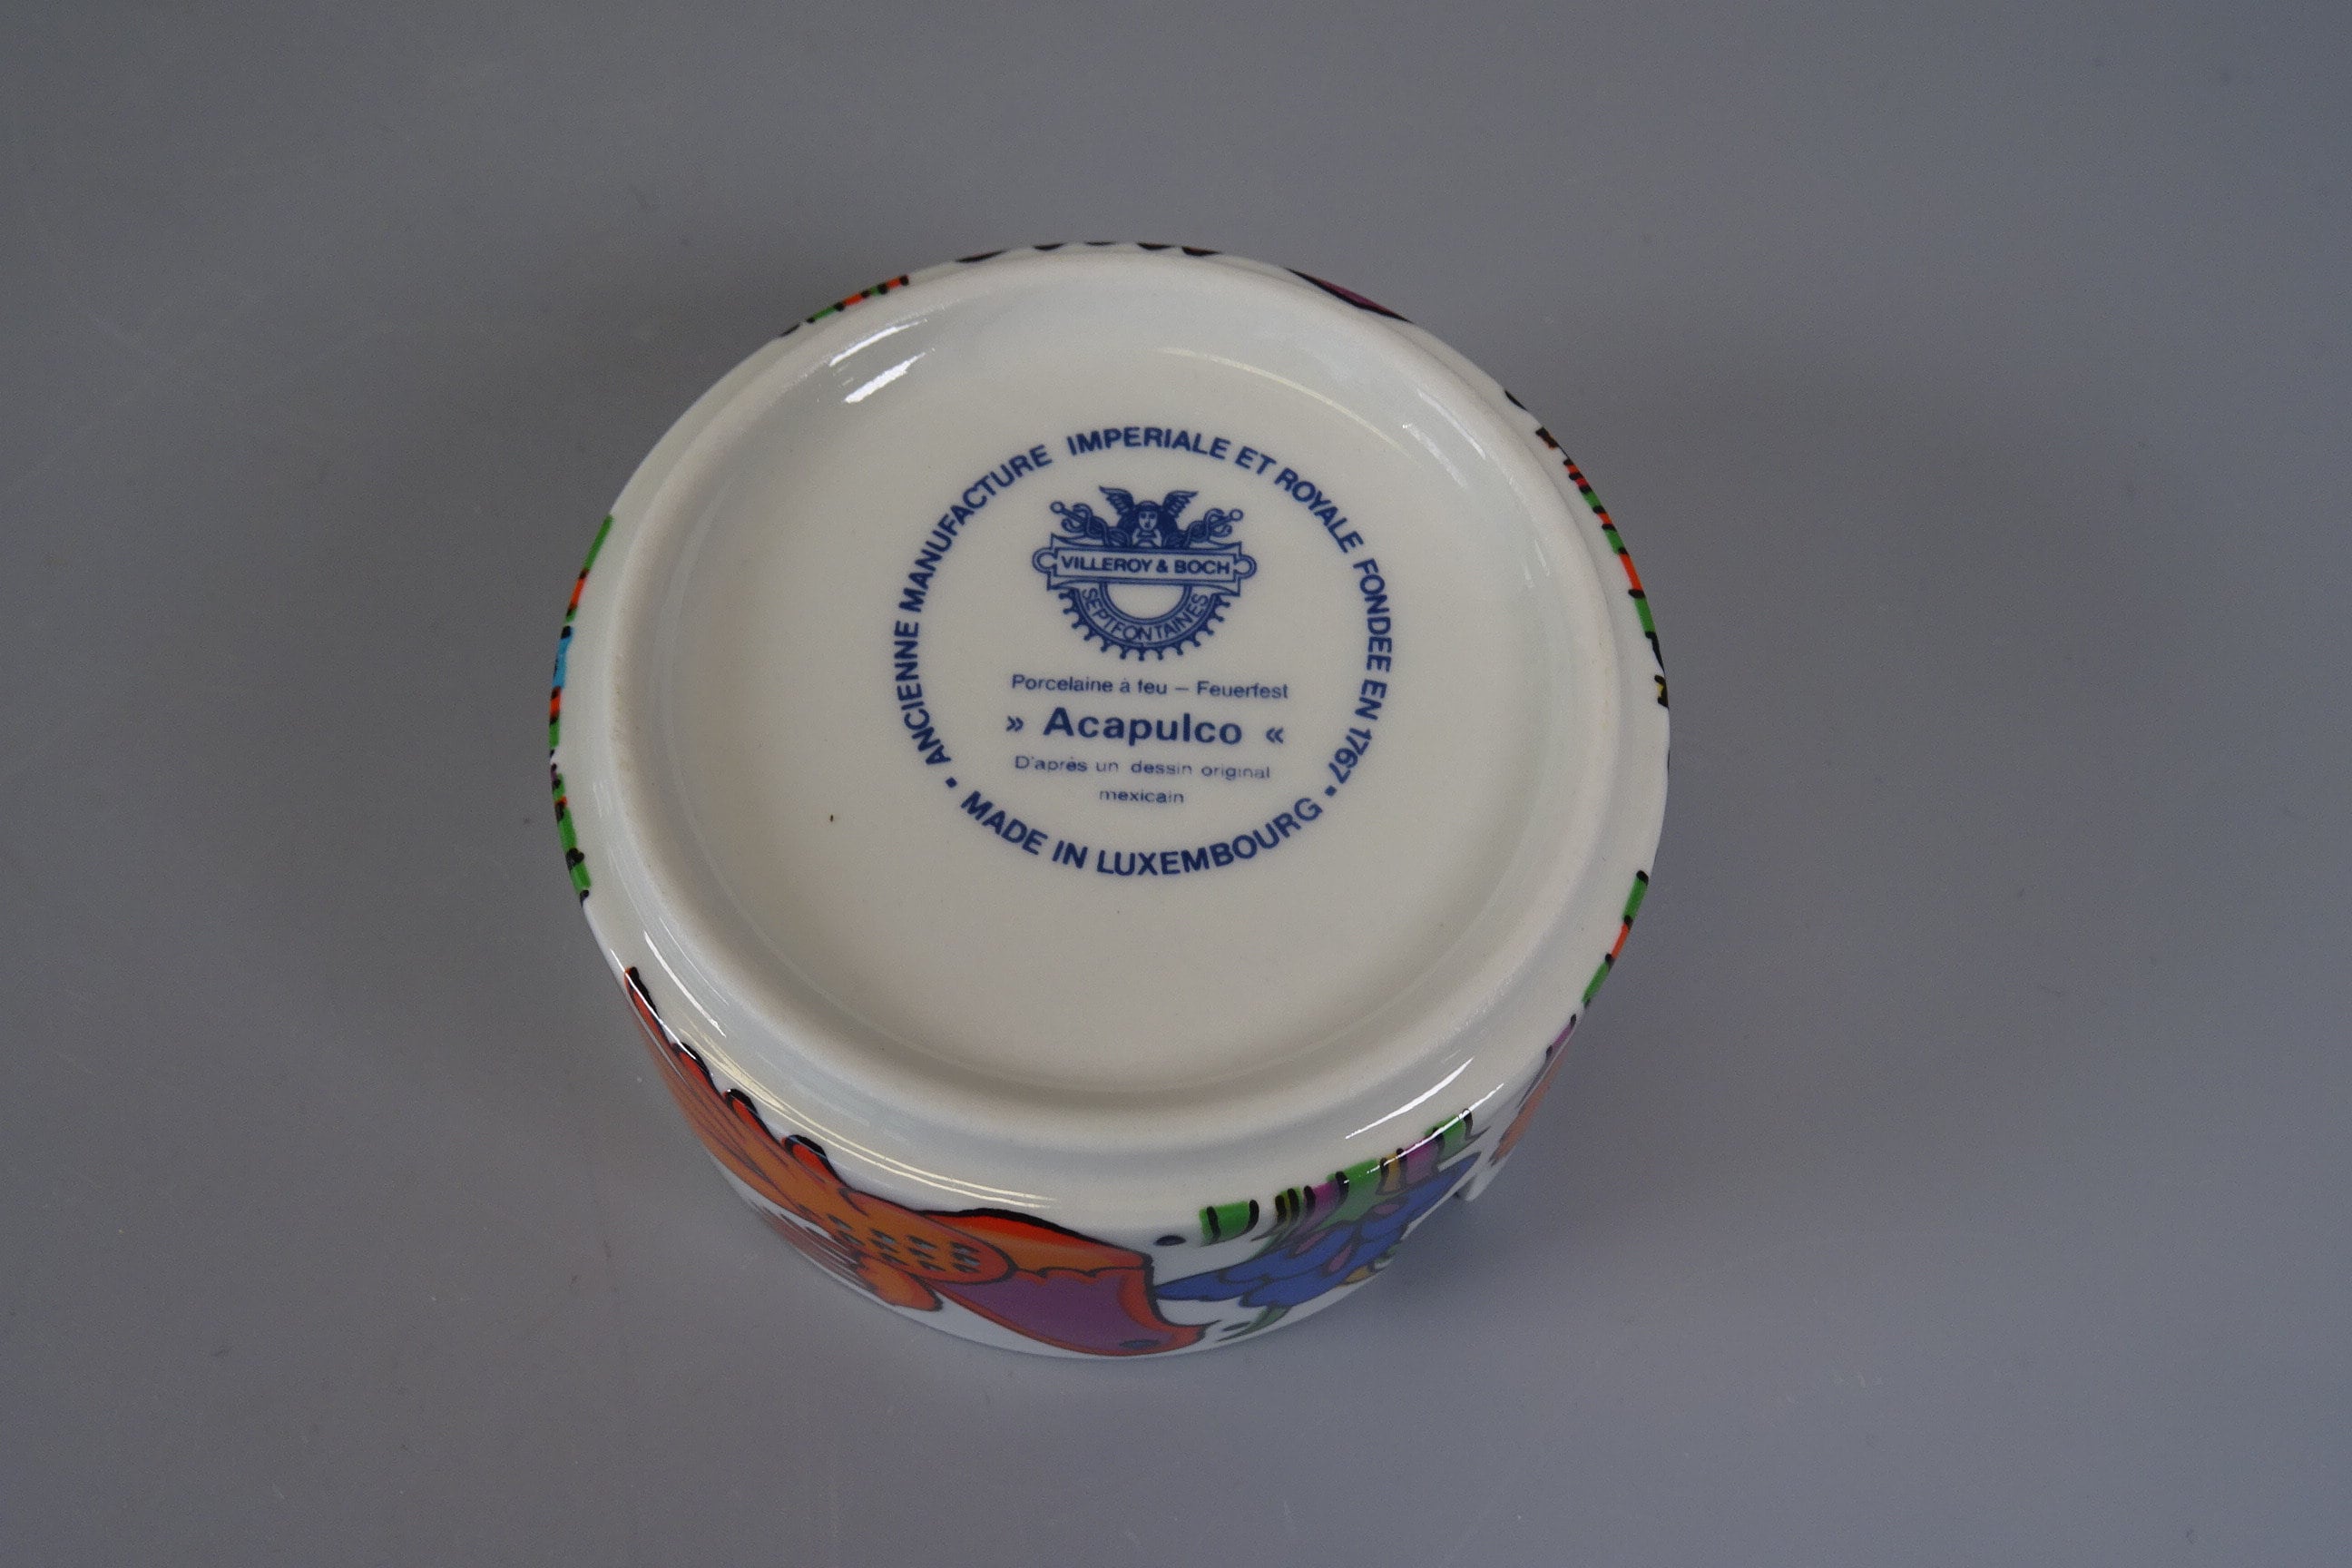 ANCIENNE MANUFACTURE IMPERIALE ET ROYALE FONDEE EN 1767 •
VILLEROY & BOCH
SEPTFONTAINES
Porcelaine à feu – Feuerfest
» Acapulco «
D'après un dessin original
mexicain
• MADE IN LUXEMBOURG